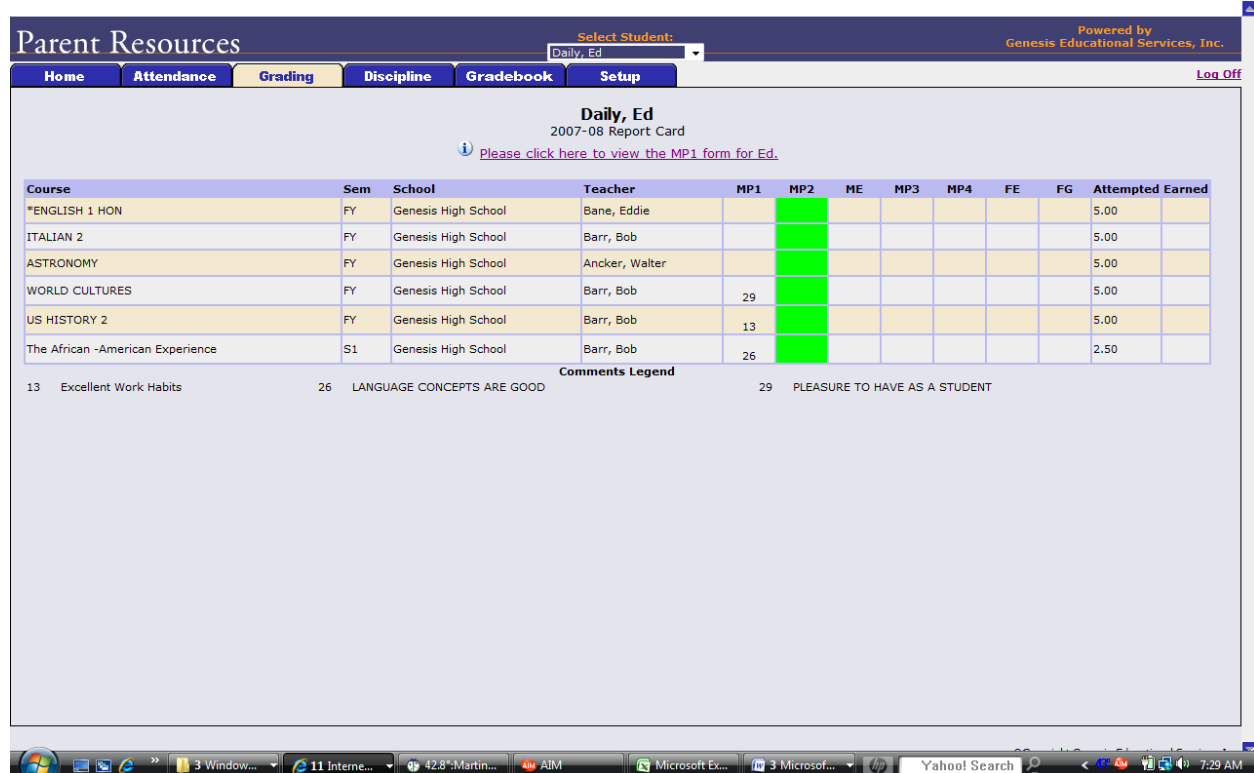 Parent Resources
Select Student:
Daily, Ed
Powered by
Genesis Educational Services, Inc.
Home Attendance Grading Discipline Gradebook Setup Log Off
Daily, Ed
2007-08 Report Card
Please click here to view the MP1 form for Ed.
Course Sem School Teacher MP1 MP2 ME MP3 MP4 FE FG Attempted Earned
*ENGLISH 1 HON FY Genesis High School Bane, Eddie 5.00
ITALIAN 2 FY Genesis High School Barr, Bob 5.00
ASTRONOMY FY Genesis High School Ancker, Walter 5.00
WORLD CULTURES FY Genesis High School Barr, Bob 29 5.00
US HISTORY 2 FY Genesis High School Barr, Bob 13 5.00
The African -American Experience S1 Genesis High School Barr, Bob 26 2.50
Comments Legend
13 Excellent Work Habits 26 LANGUAGE CONCEPTS ARE GOOD 29 PLEASURE TO HAVE AS A STUDENT
3 Window... 11 Interne... 42.8°:Martin... AIM Microsoft Ex... 3 Microsof... hp Yahoo! Search 7:29 AM